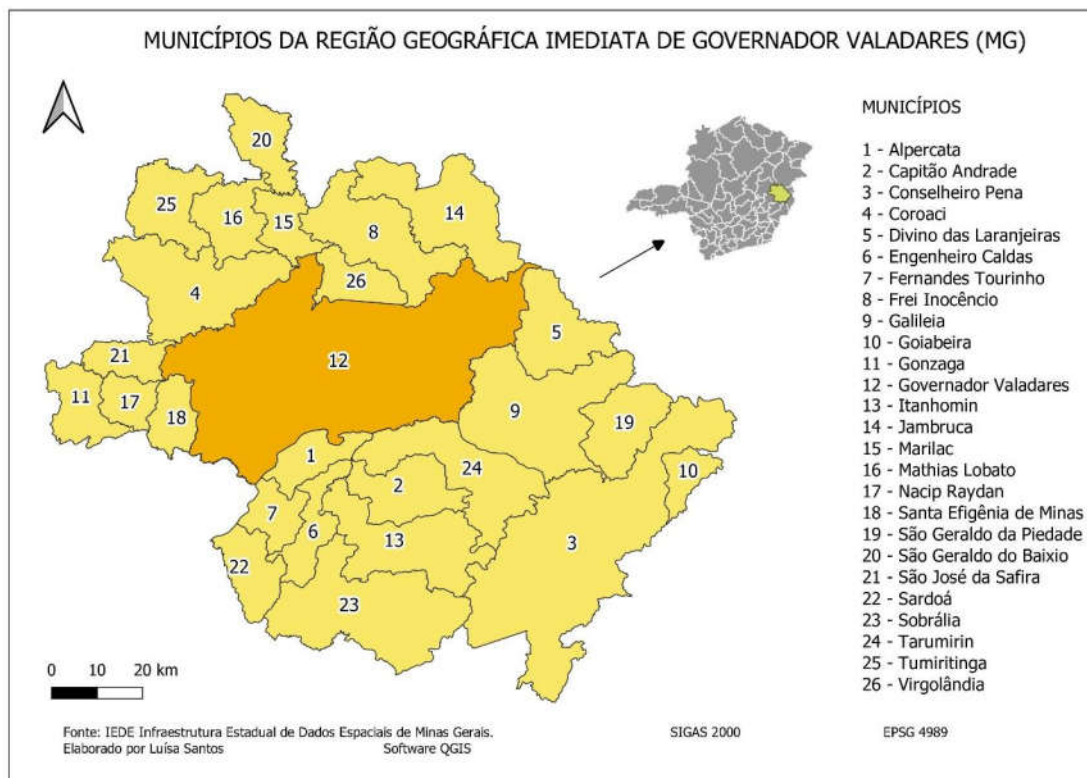 MUNICÍPIOS DA REGIÃO GEOGRÁFICA IMEDIATA DE GOVERNADOR VALADARES (MG)
MUNICÍPIOS
1 - Alpercata
2 - Capitão Andrade
3 - Conselheiro Pena
4 - Coroaci
5 - Divino das Laranjeiras
6 - Engenheiro Caldas
7 - Fernandes Tourinho
8 - Frei Inocêncio
9 - Galileia
10 - Goiabeira
11 - Gonzaga
12 - Governador Valadares
13 - Itanhomin
14 - Jambruca
15 - Marilac
16 - Mathias Lobato
17 - Nacip Raydan
18 - Santa Efigênia de Minas
19 - São Geraldo da Piedade
20 - São Geraldo do Baixio
21 - São José da Safira
22 - Sardoá
23 - Sobrália
24 - Tarumirin
25 - Tumiritinga
26 - Virgolândia
20
25
16
15
14
8
4
26
5
12
21
11
17
18
9
19
1
24
10
2
7
6
13
3
22
23
0 10 20 km
Fonte: IEDE Infraestrutura Estadual de Dados Espaciais de Minas Gerais.
Elaborado por Luísa Santos Software QGIS
SIGAS 2000 EPSG 4989